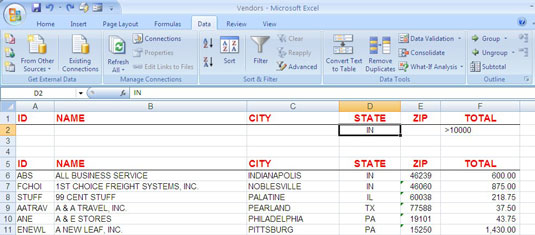 Vendors - Microsoft Excel
Home Insert Page Layout Formulas Data Review View
From Other Sources Existing Connections Refresh All Connections Properties Edit Links to Files Sort Filter Clear Reapply Advanced Convert Text to Table Remove Duplicates Data Validation Consolidate What-If Analysis Group Ungroup Subtotal
Get External Data Manage Connections Sort & Filter Data Tools Outline
D2 fx IN
A B C D E F
1 ID NAME CITY STATE ZIP TOTAL
2 IN >10000
3
4
5 ID NAME CITY STATE ZIP TOTAL
6 ABS ALL BUSINESS SERVICE INDIANAPOLIS IN 46239 600.00
7 FCHOI 1ST CHOICE FREIGHT SYSTEMS, INC. NOBLESVILLE IN 46060 875.00
8 STUFF 99 CENT STUFF PALATINE IL 60038 218.75
9 AATRAV A & A TRAVEL, INC. PEARLAND TX 77588 37.50
10 ANE A & E STORES PHILADELPHIA PA 19101 43.75
11 ENEWL A NEW LEAF, INC. PITTSBURG PA 15250 1,430.00